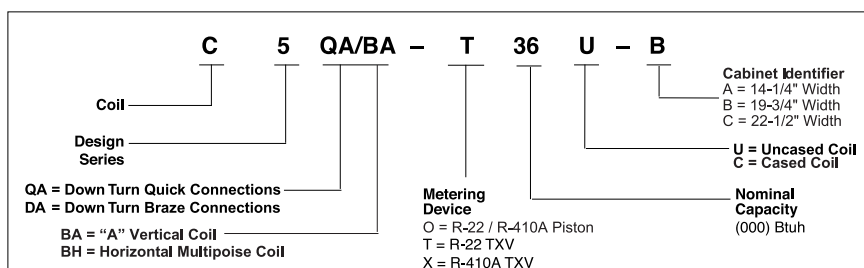 C 5 QA/BA – T 36 U – B
Coil
Design
Series
QA = Down Turn Quick Connections
DA = Down Turn Braze Connections
BA = “A” Vertical Coil
BH = Horizontal Multipoise Coil
Metering
Device
O = R-22 / R-410A Piston
T = R-22 TXV
X = R-410A TXV
Cabinet Identifier
A = 14-1/4" Width
B = 19-3/4" Width
C = 22-1/2" Width
U = Uncased Coil
C = Cased Coil
Nominal
Capacity
(000) Btuh